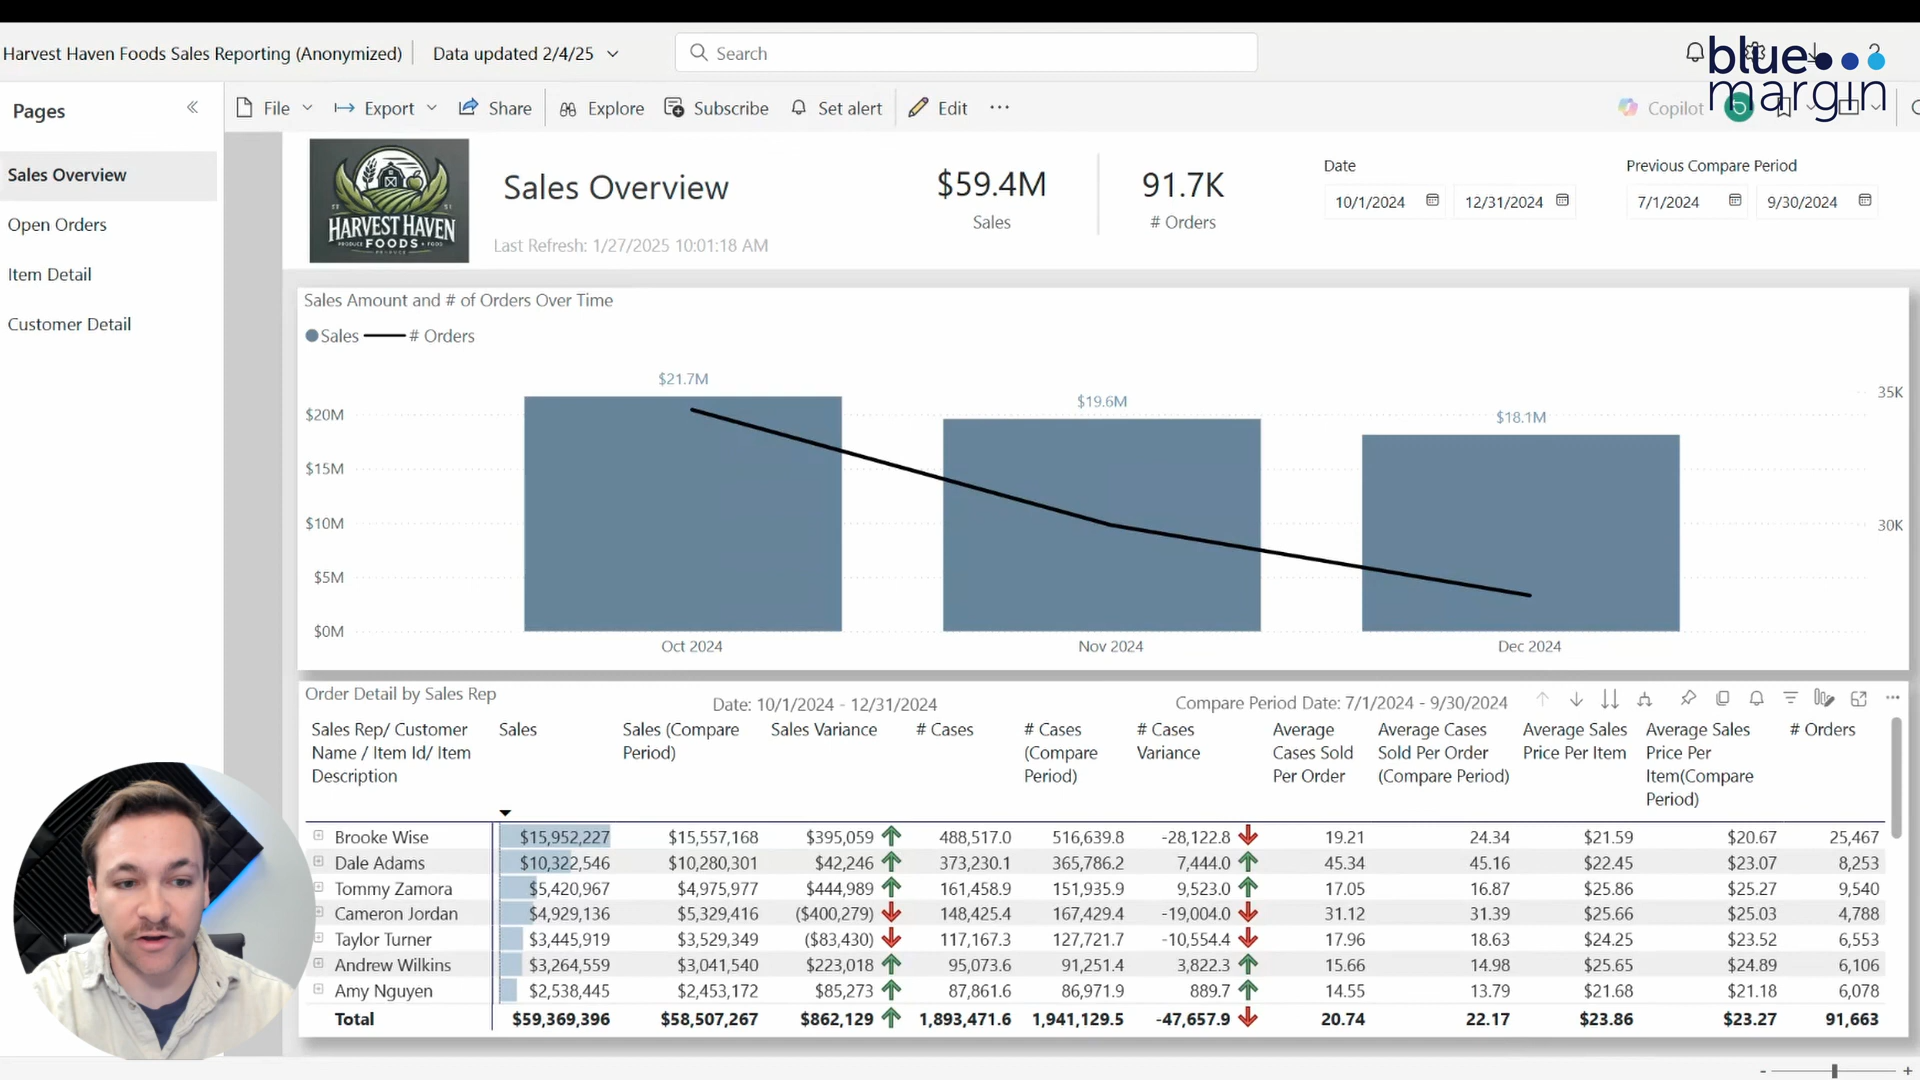 Harvest Haven Foods Sales Reporting (Anonymized)
Data updated 2/4/25
Search
blue
margin
Pages
File
Export
Share
Explore
Subscribe
Set alert
Edit
Copilot
Sales Overview
Open Orders
Item Detail
Customer Detail
HARVEST HAVEN
FOODS
Sales Overview
Last Refresh: 1/27/2025 10:01:18 AM
$59.4M
Sales
91.7K
# Orders
Date
10/1/2024
12/31/2024
Previous Compare Period
7/1/2024
9/30/2024
Sales Amount and # of Orders Over Time
Sales
# Orders
$21.7M
$19.6M
$18.1M
$20M
$15M
$10M
$5M
$0M
35K
30K
Oct 2024
Nov 2024
Dec 2024
Order Detail by Sales Rep
Date: 10/1/2024 - 12/31/2024
Compare Period Date: 7/1/2024 - 9/30/2024
Sales Rep/ Customer Name / Item Id/ Item Description
Sales
Sales (Compare Period)
Sales Variance
# Cases
# Cases (Compare Period)
# Cases Variance
Average Cases Sold Per Order
Average Cases Sold Per Order (Compare Period)
Average Sales Price Per Item
Average Sales Price Per Item(Compare Period)
# Orders
Brooke Wise $15,952,227 $15,557,168 $395,059 488,517.0 516,639.8 -28,122.8 19.21 24.34 $21.59 $20.67 25,467
Dale Adams $10,322,546 $10,280,301 $42,246 373,230.1 365,786.2 7,444.0 45.34 45.16 $22.45 $23.07 8,253
Tommy Zamora $5,420,967 $4,975,977 $444,989 161,458.9 151,935.9 9,523.0 17.05 16.87 $25.86 $25.27 9,540
Cameron Jordan $4,929,136 $5,329,416 ($400,279) 148,425.4 167,429.4 -19,004.0 31.12 31.39 $25.66 $25.03 4,788
Taylor Turner $3,445,919 $3,529,349 ($83,430) 117,167.3 127,721.7 -10,554.4 17.96 18.63 $24.25 $23.52 6,553
Andrew Wilkins $3,264,559 $3,041,540 $223,018 95,073.6 91,251.4 3,822.3 15.66 14.98 $25.65 $24.89 6,106
Amy Nguyen $2,538,445 $2,453,172 $85,273 87,861.6 86,971.9 889.7 14.55 13.79 $21.68 $21.18 6,078
Total $59,369,396 $58,507,267 $862,129 1,893,471.6 1,941,129.5 -47,657.9 20.74 22.17 $23.86 $23.27 91,663